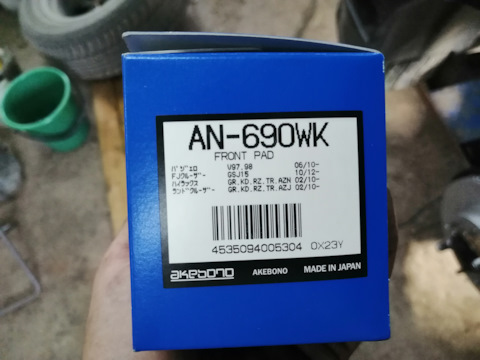 AN-690WK
FRONT PAD
パジェロ V97.98 06/10-
FJクルーザー GSJ15 10/12-
ハイラックス GR.KD.RZ.TR.AZN 02/10-
ランドクルーザー GR.KD.RZ.TR.AZJ 02/10-
4535094006304 0X23Y
akebono AKEBONO MADE IN JAPAN